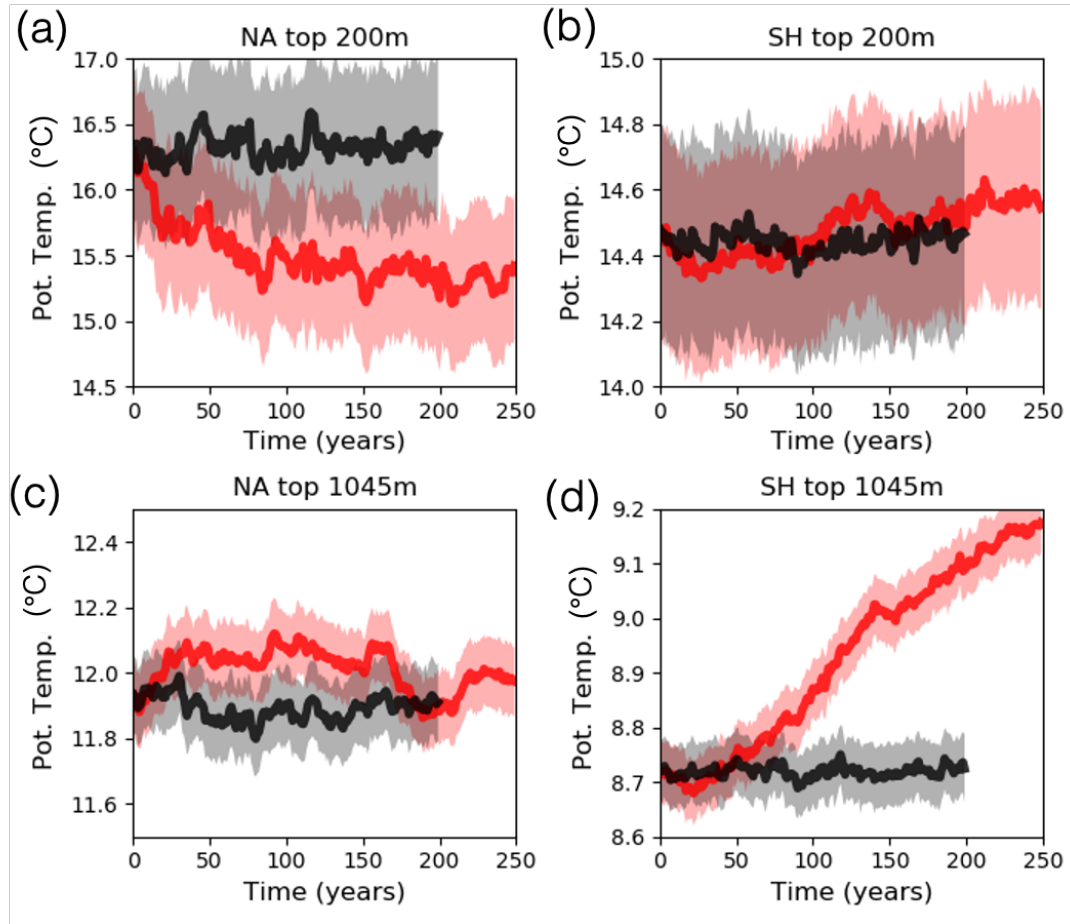 (a)
NA top 200m
Pot. Temp. (°C)
17.0
16.5
16.0
15.5
15.0
14.5
0 50 100 150 200 250
Time (years)
(b)
SH top 200m
Pot. Temp. (°C)
15.0
14.8
14.6
14.4
14.2
14.0
0 50 100 150 200 250
Time (years)
(c)
NA top 1045m
Pot. Temp. (°C)
12.4
12.2
12.0
11.8
11.6
0 50 100 150 200 250
Time (years)
(d)
SH top 1045m
Pot. Temp. (°C)
9.2
9.1
9.0
8.9
8.8
8.7
8.6
0 50 100 150 200 250
Time (years)